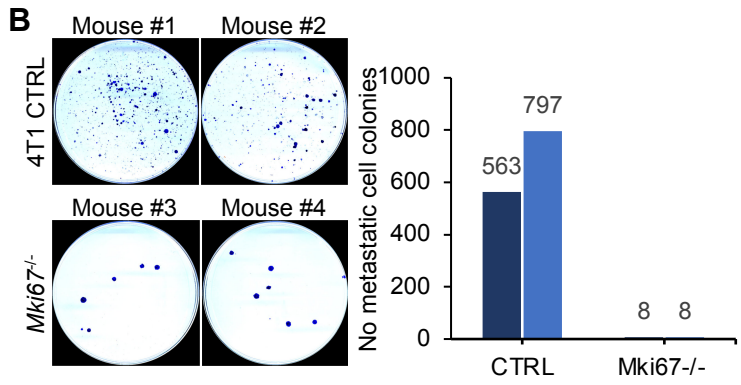 B
Mouse #1 Mouse #2
4T1 CTRL
Mouse #3 Mouse #4
Mki67-/-
No metastatic cell colonies
1000
800
600
400
200
0
563
797
8
8
CTRL
Mki67-/-